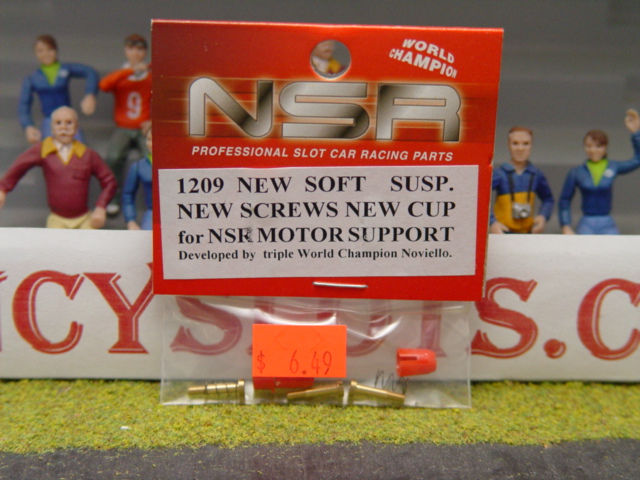 WORLD
CHAMPION
NSR
PROFESSIONAL SLOT CAR RACING PARTS
1209 NEW SOFT SUSP.
NEW SCREWS NEW CUP
for NSR MOTOR SUPPORT
Developed by triple World Champion Noviello.
$ 6.49
9